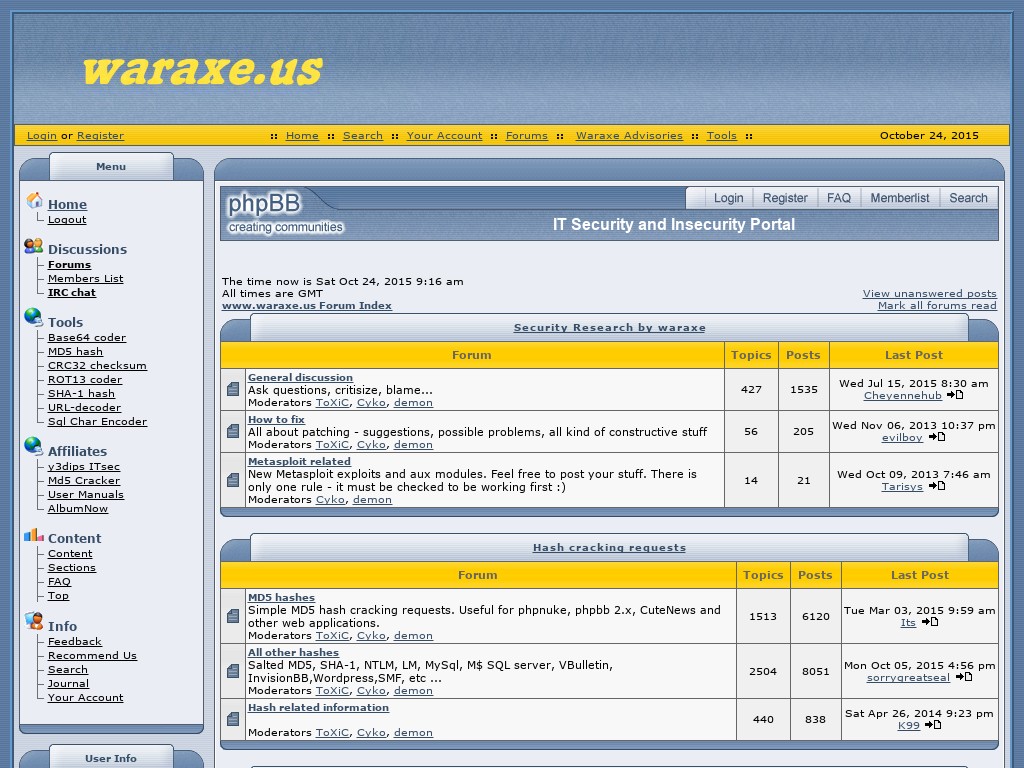 waraxe.us
Login or Register :: Home :: Search :: Your Account :: Forums :: Waraxe Advisories :: Tools :: October 24, 2015
Menu
Home
Logout
Discussions
Forums
Members List
IRC chat
Tools
Base64 coder
MD5 hash
CRC32 checksum
ROT13 coder
SHA-1 hash
URL-decoder
Sql Char Encoder
Affiliates
y3dips ITsec
Md5 Cracker
User Manuals
AlbumNow
Content
Content
Sections
FAQ
Top
Info
Feedback
Recommend Us
Search
Journal
Your Account
User Info
phpBB
creating communities
Login Register FAQ Memberlist Search
IT Security and Insecurity Portal
The time now is Sat Oct 24, 2015 9:16 am
All times are GMT
www.waraxe.us Forum Index
View unanswered posts
Mark all forums read
Security Research by waraxe
Forum Topics Posts Last Post
General discussion
Ask questions, critisize, blame...
Moderators ToXiC, Cyko, demon
427 1535
Wed Jul 15, 2015 8:30 am
Cheyennehub
How to fix
All about patching - suggestions, possible problems, all kind of constructive stuff
Moderators ToXiC, Cyko, demon
56 205
Wed Nov 06, 2013 10:37 pm
evilboy
Metasploit related
New Metasploit exploits and aux modules. Feel free to post your stuff. There is
only one rule - it must be checked to be working first :)
Moderators Cyko, demon
14 21
Wed Oct 09, 2013 7:46 am
Tarisys
Hash cracking requests
Forum Topics Posts Last Post
MD5 hashes
Simple MD5 hash cracking requests. Useful for phpnuke, phpbb 2.x, CuteNews and
other web applications.
Moderators ToXiC, Cyko, demon
1513 6120
Tue Mar 03, 2015 9:59 am
Its
All other hashes
Salted MD5, SHA-1, NTLM, LM, MySql, M$ SQL server, VBulletin,
InvisionBB,Wordpress,SMF, etc ...
Moderators ToXiC, Cyko, demon
2504 8051
Mon Oct 05, 2015 4:56 pm
sorrygreatseal
Hash related information
Moderators ToXiC, Cyko, demon
440 838
Sat Apr 26, 2014 9:23 pm
K99